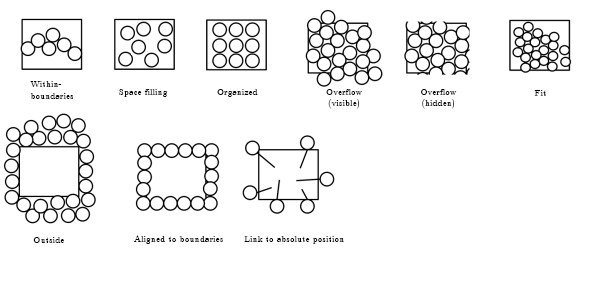 Within-
boundaries
Space filling
Organized
Overflow
(visible)
Overflow
(hidden)
Fit
Outside
Aligned to boundaries
Link to absolute position